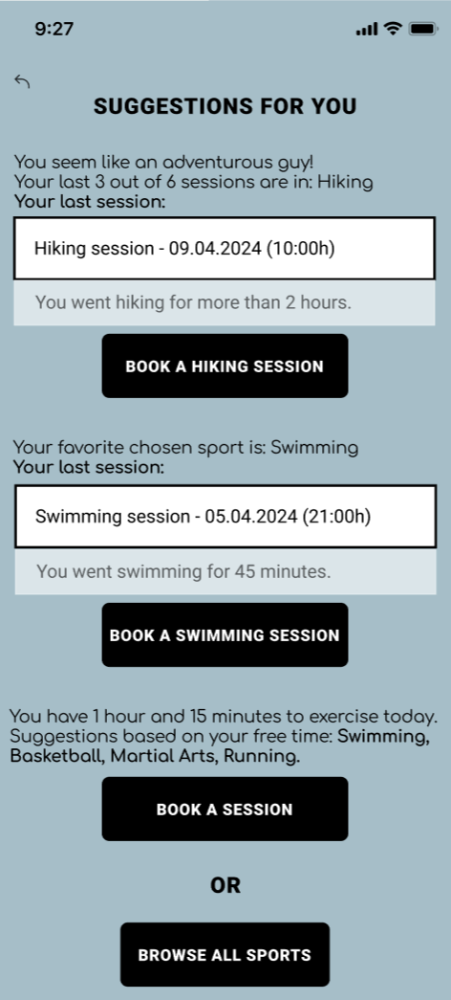 9:27
SUGGESTIONS FOR YOU
You seem like an adventurous guy!
Your last 3 out of 6 sessions are in: Hiking
Your last session:
Hiking session - 09.04.2024 (10:00h)
You went hiking for more than 2 hours.
BOOK A HIKING SESSION
Your favorite chosen sport is: Swimming
Your last session:
Swimming session - 05.04.2024 (21:00h)
You went swimming for 45 minutes.
BOOK A SWIMMING SESSION
You have 1 hour and 15 minutes to exercise today.
Suggestions based on your free time: Swimming,
Basketball, Martial Arts, Running.
BOOK A SESSION
OR
BROWSE ALL SPORTS